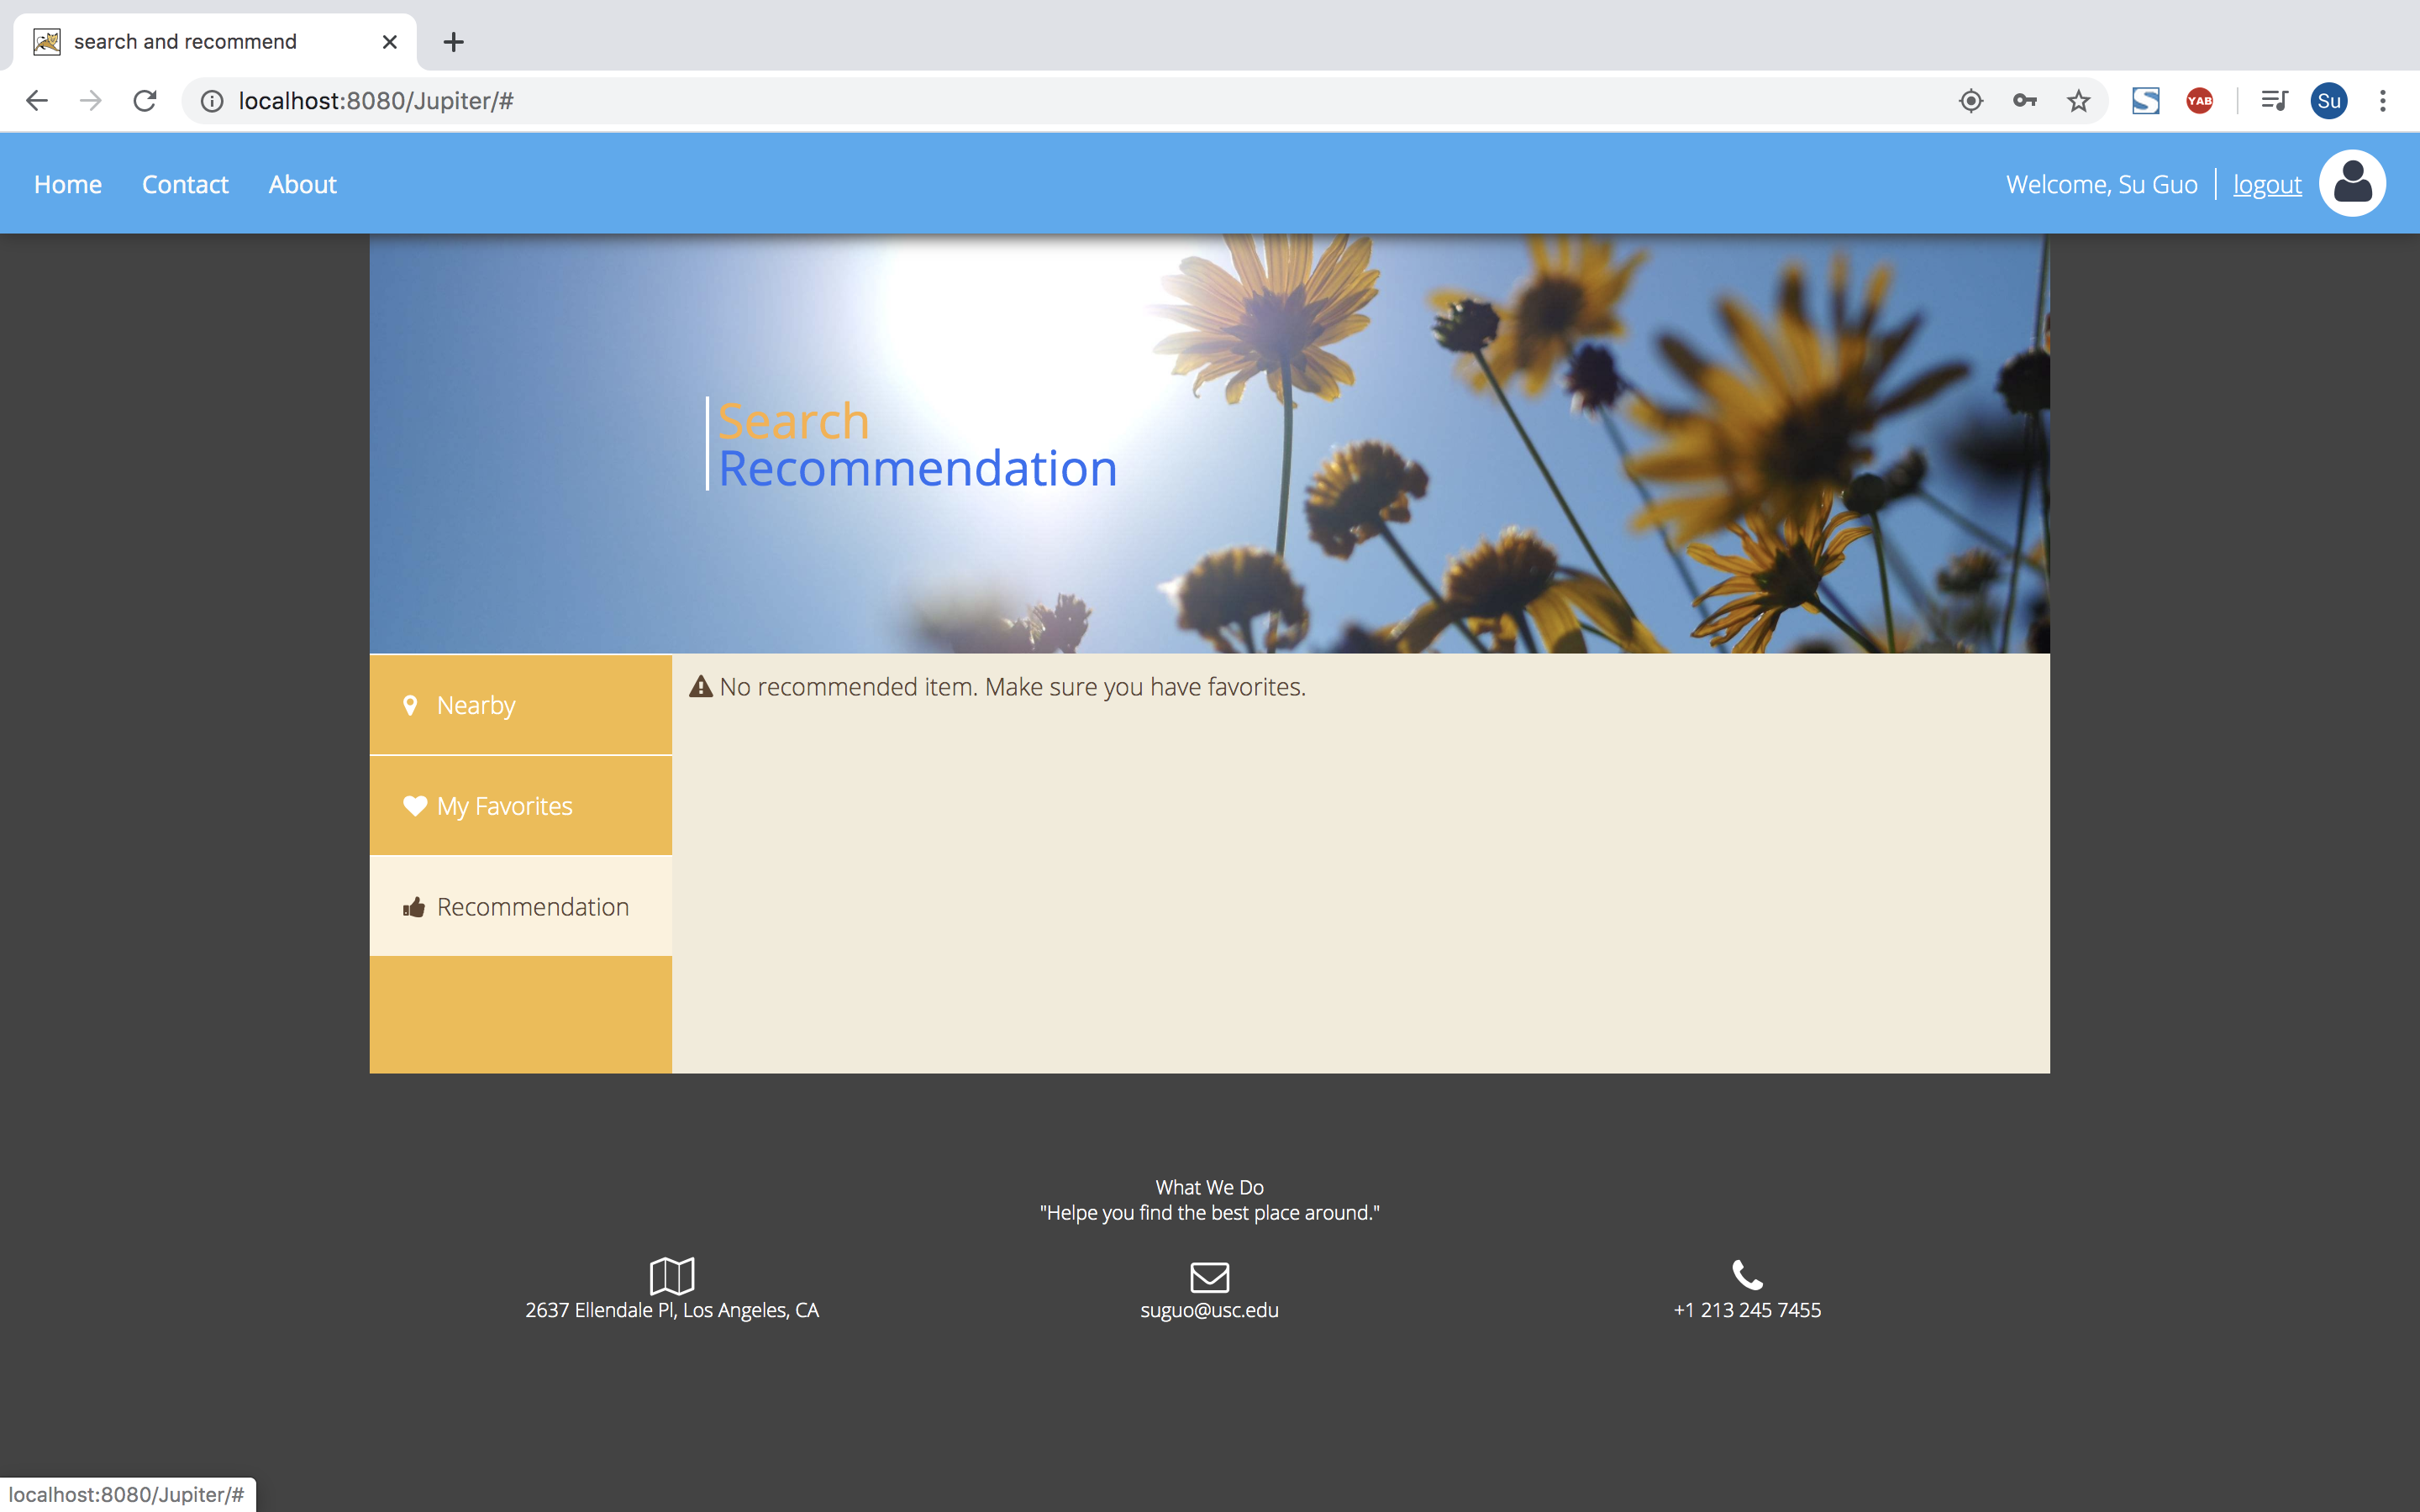 search and recommend
localhost:8080/Jupiter/#
YAB
Su
Home
Contact
About
Welcome, Su Guo
logout
Search
Recommendation
Nearby
My Favorites
Recommendation
No recommended item. Make sure you have favorites.
What We Do
"Helpe you find the best place around."
2637 Ellendale Pl, Los Angeles, CA
suguo@usc.edu
+1 213 245 7455
localhost:8080/Jupiter/#